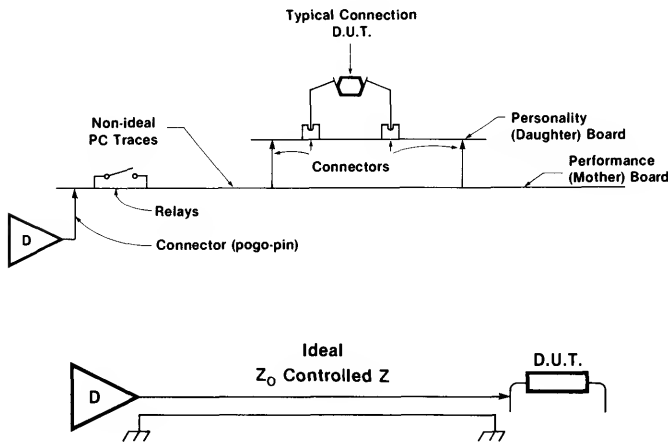 Typical Connection
D.U.T.
Non-ideal
PC Traces
Personality
(Daughter) Board
Connectors
Performance
(Mother) Board
Relays
D
Connector (pogo-pin)
Ideal
Z₀ Controlled Z
D.U.T.
D